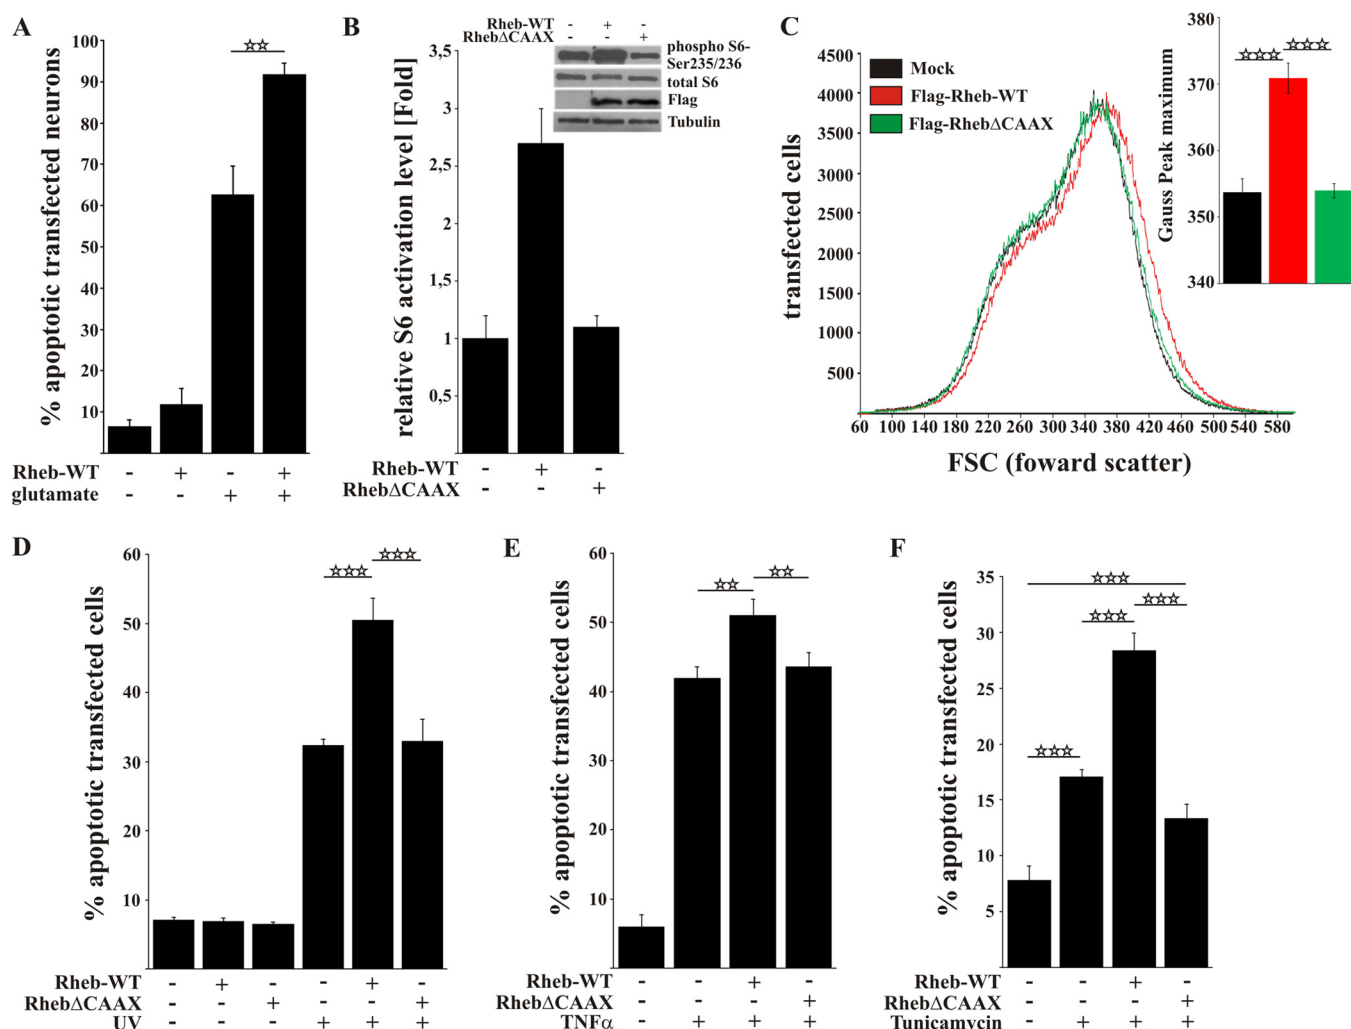 A
% apoptotic transfected neurons
100
90
80
70
60
50
40
30
20
10
Rheb-WT - + - +
glutamate - - + +
B
Rheb-WT - + -
RhebΔCAAX - - +
phospho S6-
Ser235/236
total S6
Flag
Tubulin
relative S6 activation level [Fold]
3,5
3
2,5
2
1,5
1
0,5
Rheb-WT - + -
RhebΔCAAX - - +
C
transfected cells
4500
4000
3500
3000
2500
2000
1500
1000
500
Mock
Flag-Rheb-WT
Flag-RhebΔCAAX
60 100 140 180 220 260 300 340 380 420 460 500 540 580
FSC (foward scatter)
Gauss Peak maximum
380
370
360
350
340
☆☆☆ ☆☆☆
☆☆
D
% apoptotic transfected cells
60
50
40
30
20
10
☆☆☆ ☆☆☆
Rheb-WT - + - - + -
RhebΔCAAX - - + - - +
UV - - - + + +
E
% apoptotic transfected cells
60
50
40
30
20
10
☆☆ ☆☆
Rheb-WT - - + -
RhebΔCAAX - - - +
TNFα - + + +
F
% apoptotic transfected cells
35
30
25
20
15
10
5
☆☆☆
☆☆☆
☆☆☆
☆☆☆
Rheb-WT - - + -
RhebΔCAAX - - - +
Tunicamycin - + + +